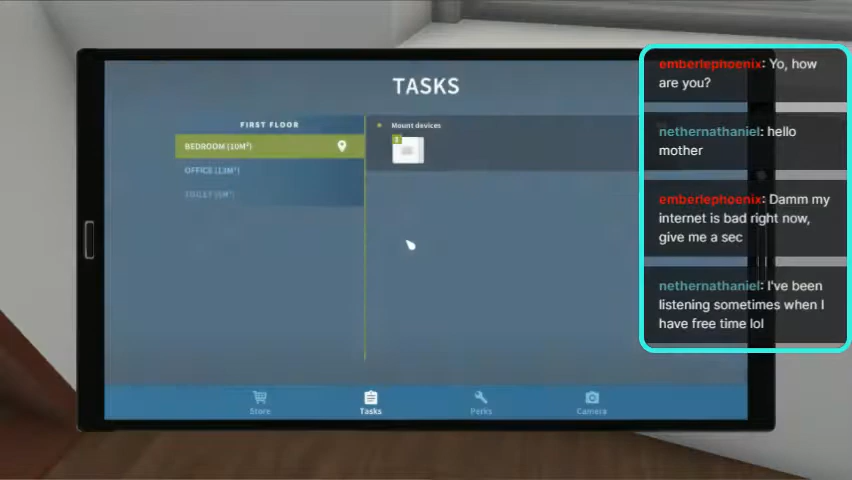 TASKS
FIRST FLOOR
BEDROOM (10M²)
OFFICE (13M²)
Mount devices
1
Store
Tasks
Perks
Camera
emberlephoenix: Yo, how
are you?
nethernathaniel: hello
mother
emberlephoenix: Damm my
internet is bad right now,
give me a sec
nethernathaniel: I've been
listening sometimes when I
have free time lol